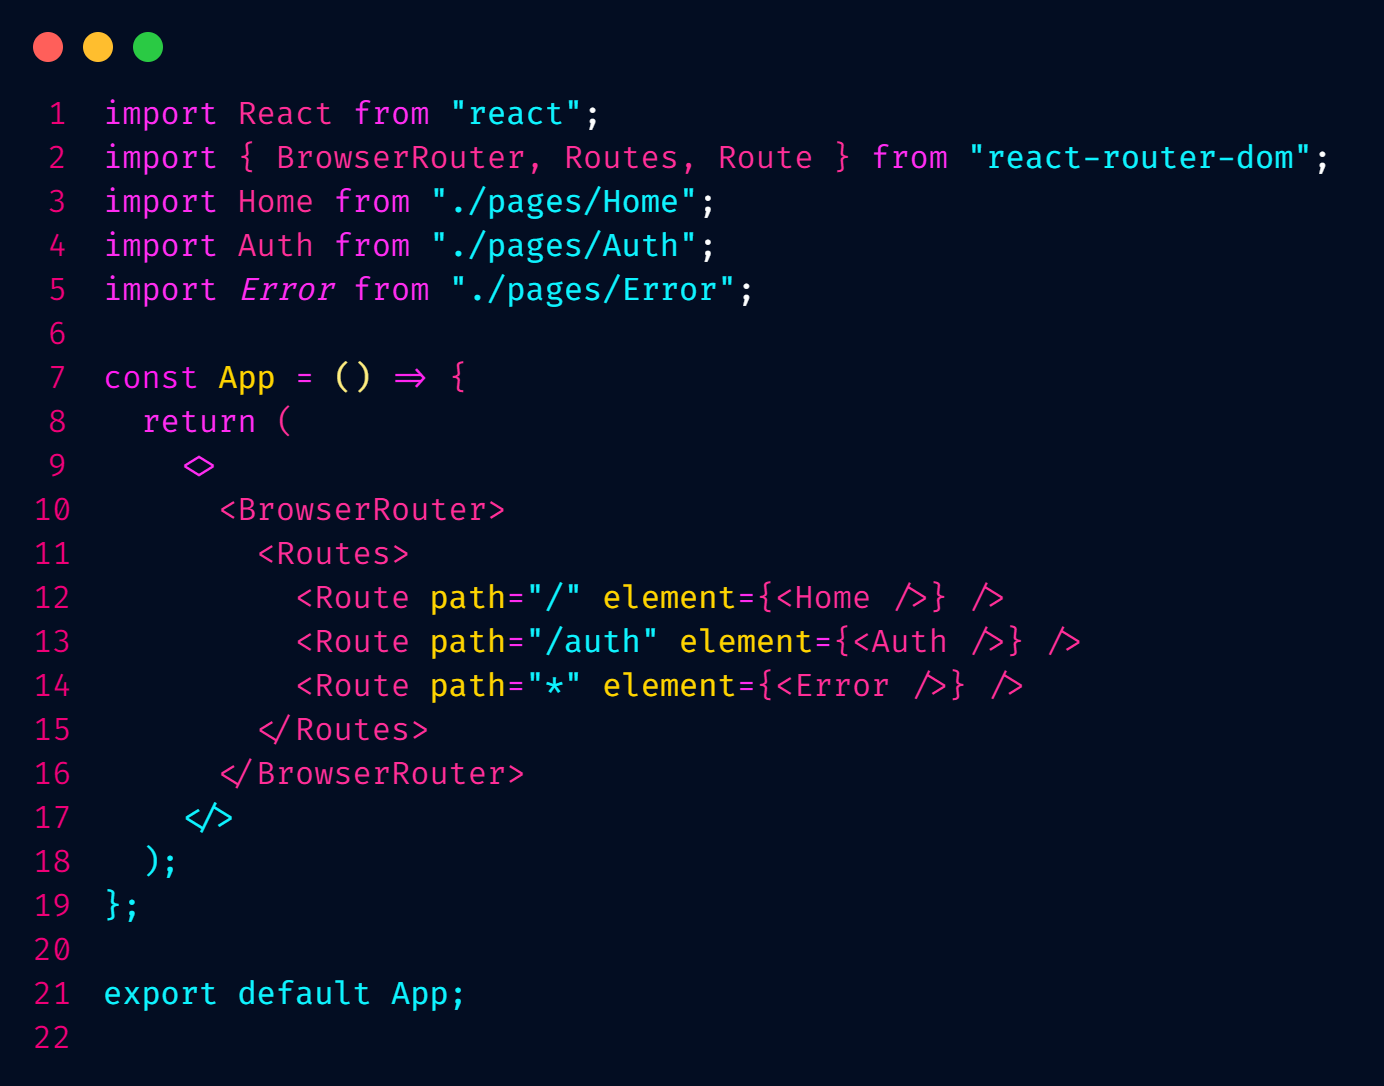 1 import React from "react";
2 import { BrowserRouter, Routes, Route } from "react-router-dom";
3 import Home from "./pages/Home";
4 import Auth from "./pages/Auth";
5 import Error from "./pages/Error";
6
7 const App = () => {
8   return (
9     <>
10       <BrowserRouter>
11         <Routes>
12           <Route path="/" element={<Home />} />
13           <Route path="/auth" element={<Auth />} />
14           <Route path="*" element={<Error />} />
15         </Routes>
16       </BrowserRouter>
17     </>
18   );
19 };
20
21 export default App;
22